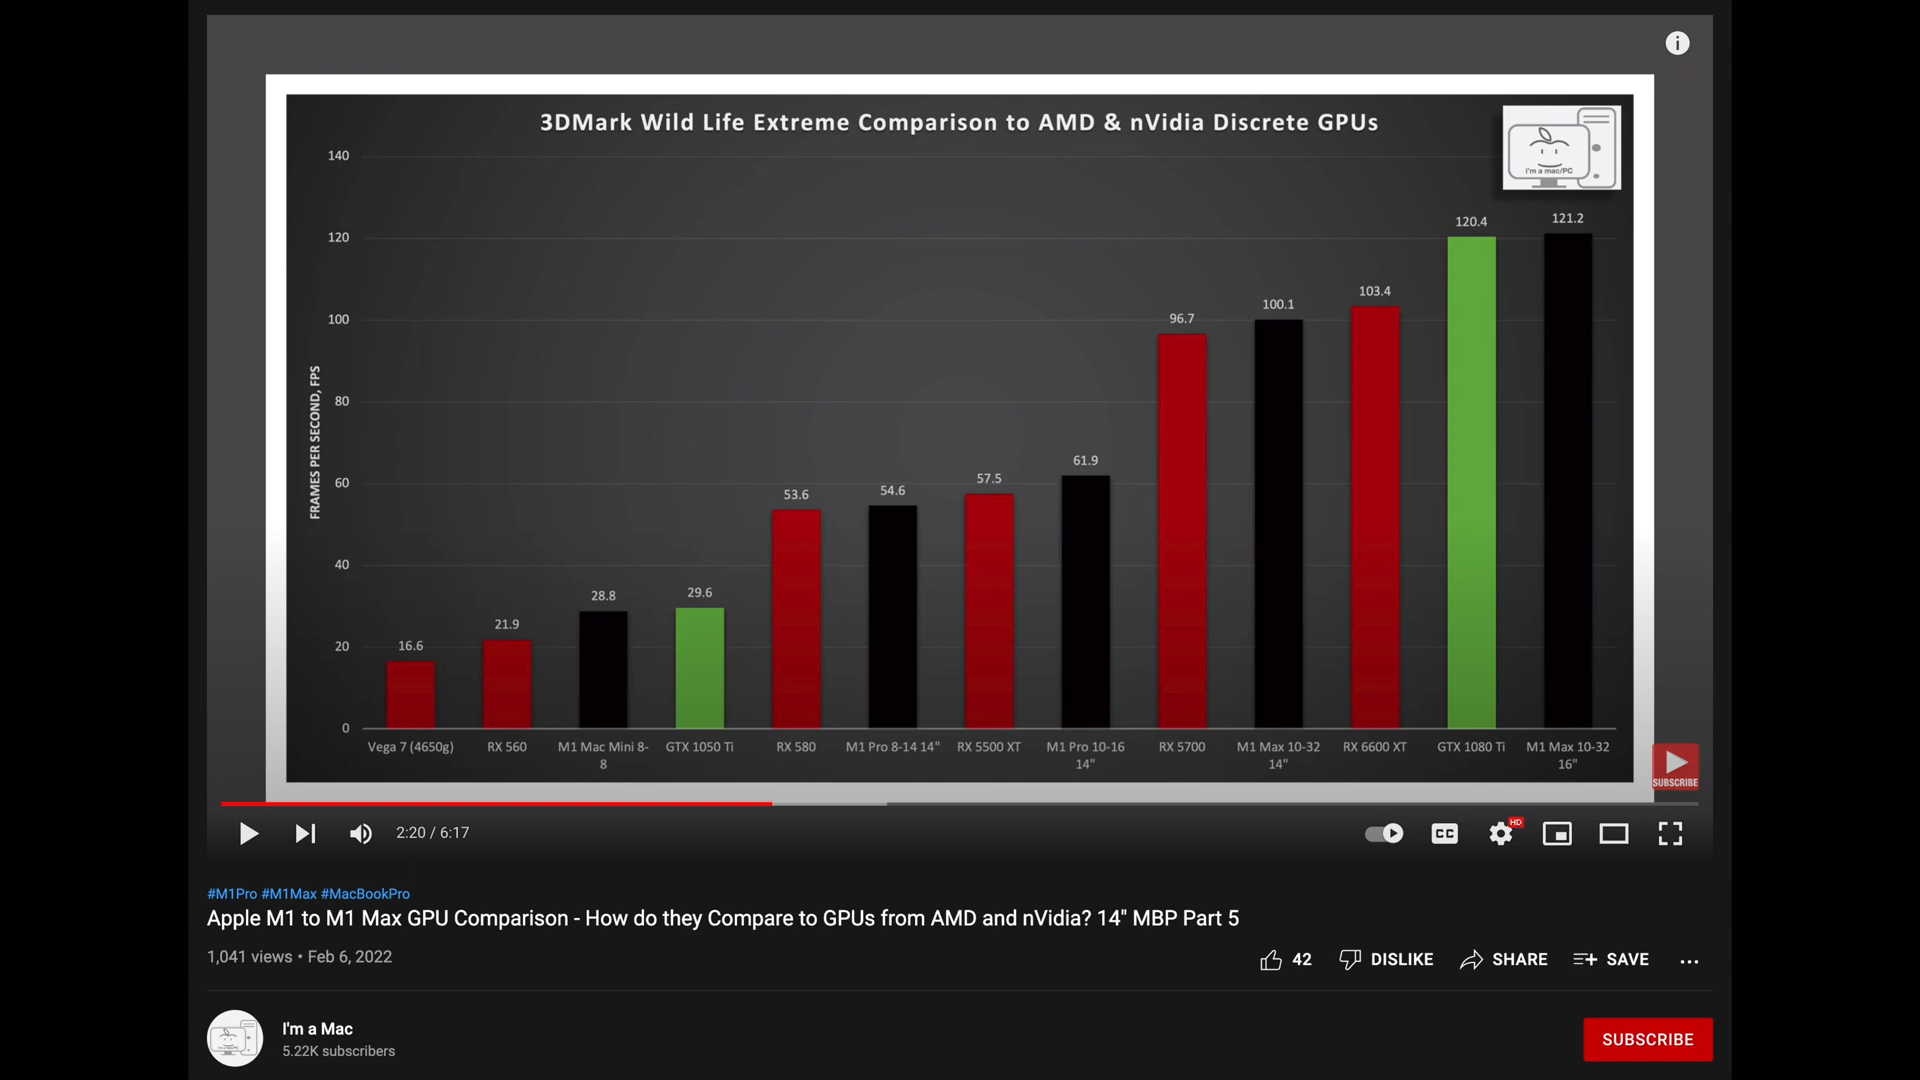 3DMark Wild Life Extreme Comparison to AMD & nVidia Discrete GPUs
I'm a mac/PC
FRAMES PER SECOND, FPS
140
120
100
80
60
40
20
0
16.6
21.9
28.8
29.6
53.6
54.6
57.5
61.9
96.7
100.1
103.4
120.4
121.2
Vega 7 (4650g)
RX 560
M1 Mac Mini 8-
8
GTX 1050 Ti
RX 580
M1 Pro 8-14 14"
RX 5500 XT
M1 Pro 10-16
14"
RX 5700
M1 Max 10-32
14"
RX 6600 XT
GTX 1080 Ti
M1 Max 10-32
16"
SUBSCRIBE
2:20 / 6:17
CC
HD
#M1Pro #M1Max #MacBookPro
Apple M1 to M1 Max GPU Comparison - How do they Compare to GPUs from AMD and nVidia? 14" MBP Part 5
1,041 views • Feb 6, 2022
42
DISLIKE
SHARE
SAVE
I'm a Mac
5.22K subscribers
SUBSCRIBE